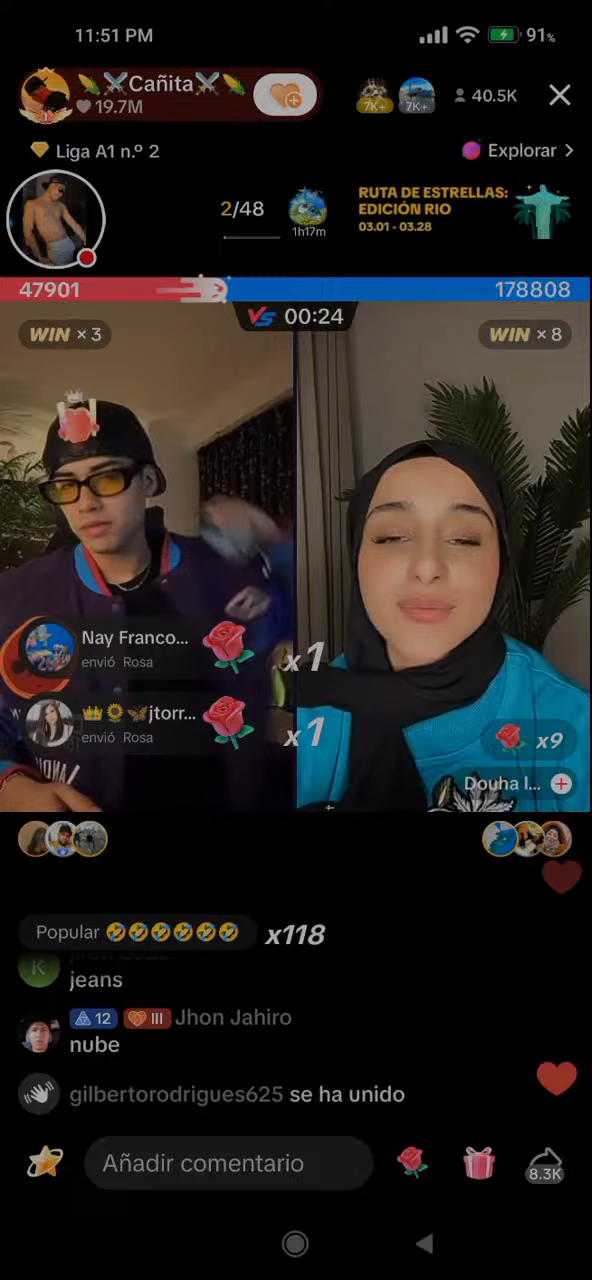 11:51 PM
91%
🌽⚔️Cañita⚔️🌽
19.7M
7K+
7K+
40.5K
Liga A1 n.º 2
Explorar
2/48
1h17m
RUTA DE ESTRELLAS:
EDICIÓN RIO
03.01 - 03.28
47901
178808
VS 00:24
WIN × 3
WIN × 8
Nay Franco...
envió Rosa
x1
👑🌻🦋jtorr...
envió Rosa
x1
x9
Douha l...
Popular 🤣🤣🤣🤣🤣🤣
x118
K
jeans
12 III Jhon Jahiro
nube
gilbertorodrigues625 se ha unido
Añadir comentario
8.3K